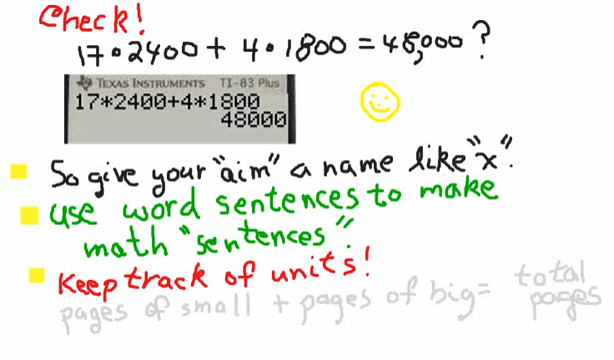 Check!
17•2400 + 4•1800 = 48,000 ?
TEXAS INSTRUMENTS TI-83 Plus
17*2400+4*1800
48000
So give your "aim" a name like "x".
use word sentences to make
math "sentences".
Keep track of units!
pages of small + pages of big = total
pages